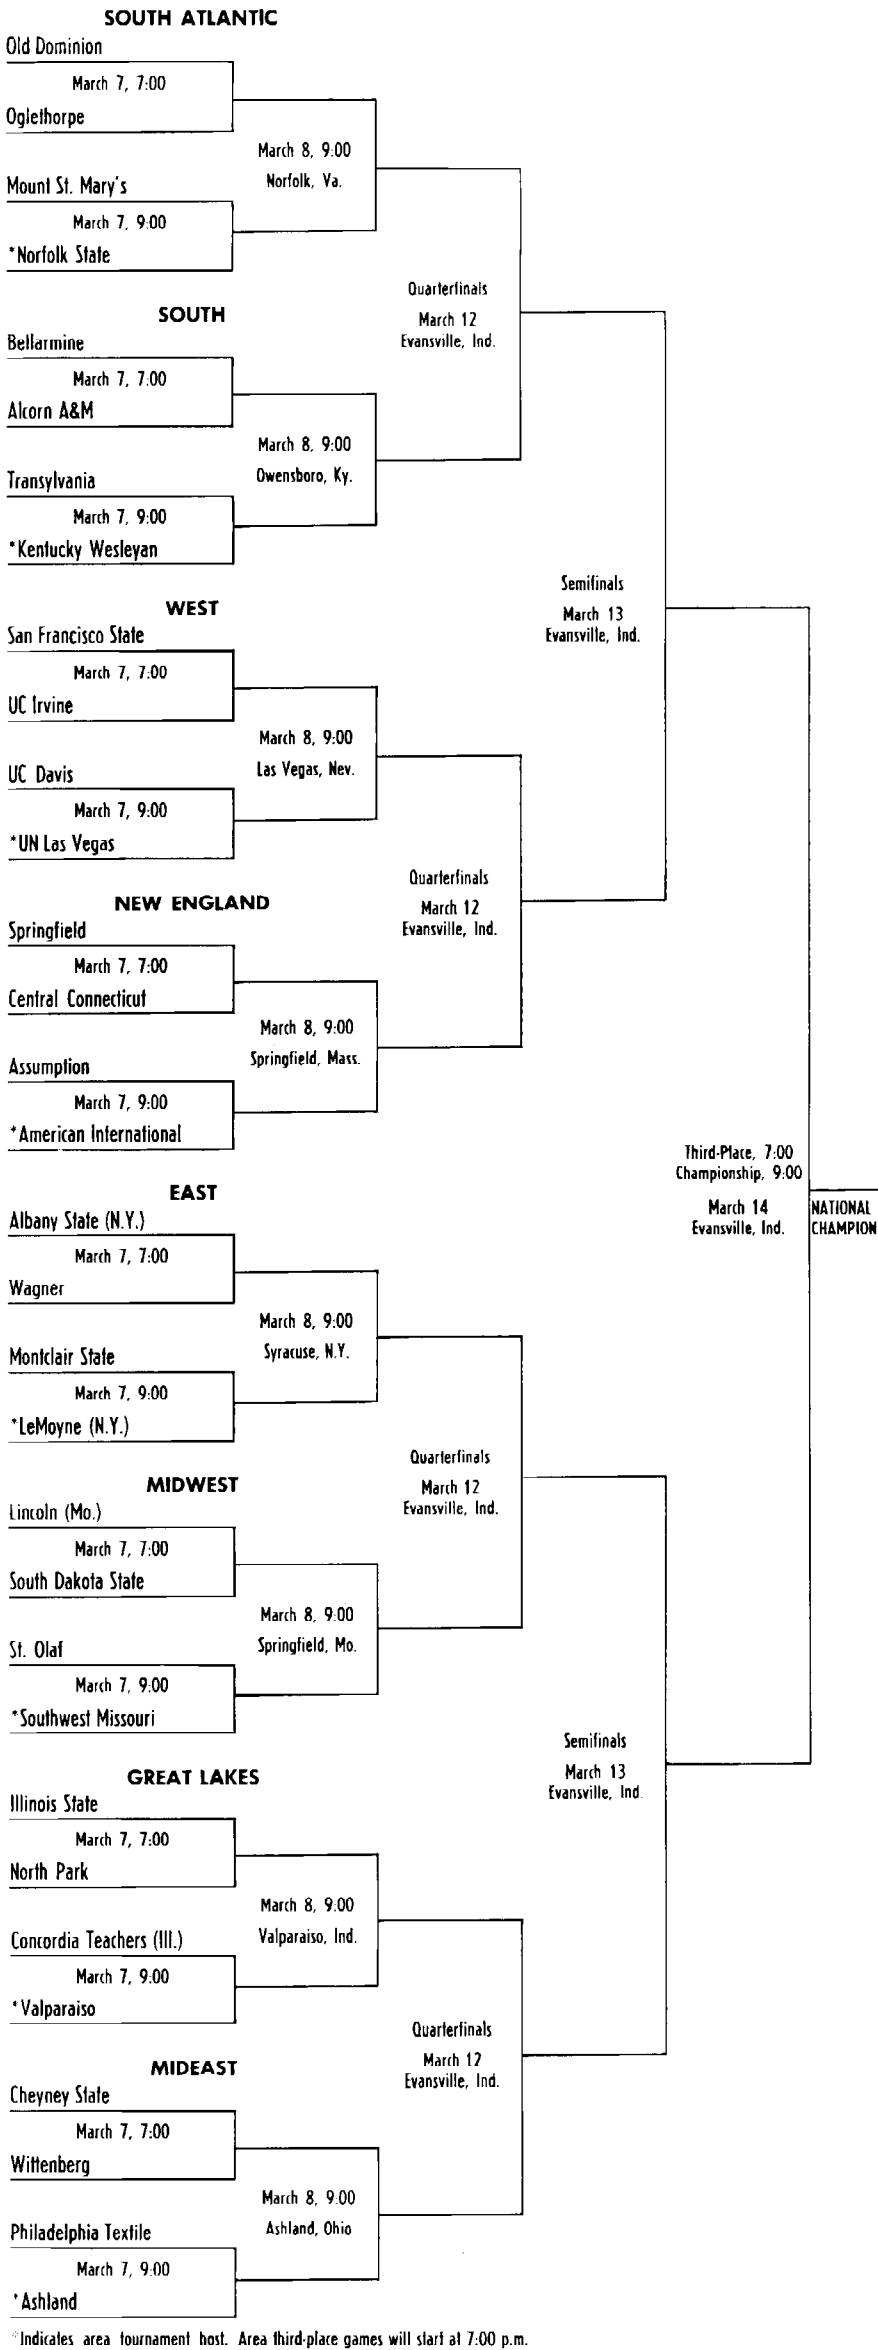 SOUTH ATLANTIC
Old Dominion
March 7, 7:00
Oglethorpe
March 8, 9:00
Norfolk, Va.
Mount St. Mary's
March 7, 9:00
*Norfolk State
Quarterfinals
March 12
Evansville, Ind.
SOUTH
Bellarmine
March 7, 7:00
Alcorn A&M
March 8, 9:00
Owensboro, Ky.
Transylvania
March 7, 9:00
*Kentucky Wesleyan
Semifinals
March 13
Evansville, Ind.
WEST
San Francisco State
March 7, 7:00
UC Irvine
March 8, 9:00
Las Vegas, Nev.
UC Davis
March 7, 9:00
*UN Las Vegas
Quarterfinals
March 12
Evansville, Ind.
NEW ENGLAND
Springfield
March 7, 7:00
Central Connecticut
March 8, 9:00
Springfield, Mass.
Assumption
March 7, 9:00
*American International
Third-Place, 7:00
Championship, 9:00
March 14
Evansville, Ind.
NATIONAL
CHAMPION
EAST
Albany State (N.Y.)
March 7, 7:00
Wagner
March 8, 9:00
Syracuse, N.Y.
Montclair State
March 7, 9:00
*LeMoyne (N.Y.)
Quarterfinals
March 12
Evansville, Ind.
MIDWEST
Lincoln (Mo.)
March 7, 7:00
South Dakota State
March 8, 9:00
Springfield, Mo.
St. Olaf
March 7, 9:00
*Southwest Missouri
Semifinals
March 13
Evansville, Ind.
GREAT LAKES
Illinois State
March 7, 7:00
North Park
March 8, 9:00
Valparaiso, Ind.
Concordia Teachers (Ill.)
March 7, 9:00
*Valparaiso
Quarterfinals
March 12
Evansville, Ind.
MIDEAST
Cheyney State
March 7, 7:00
Wittenberg
March 8, 9:00
Ashland, Ohio
Philadelphia Textile
March 7, 9:00
*Ashland
*Indicates area tournament host. Area third-place games will start at 7:00 p.m.